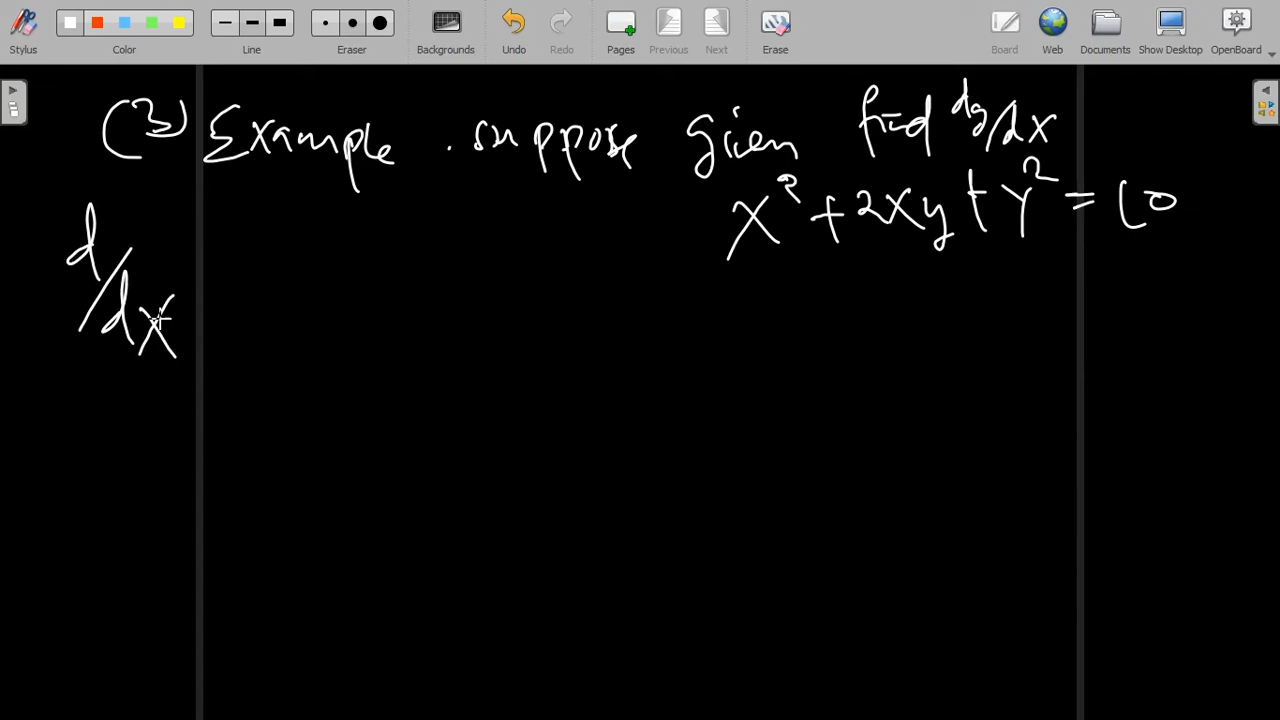 Stylus
Color
Line
Eraser
Backgrounds
Undo
Redo
Pages
Previous
Next
Erase
Board
Web
Documents
Show Desktop
OpenBoard
(3) Example . suppose given find dy/dx
x² + 2xy + y² = 10
d/dx